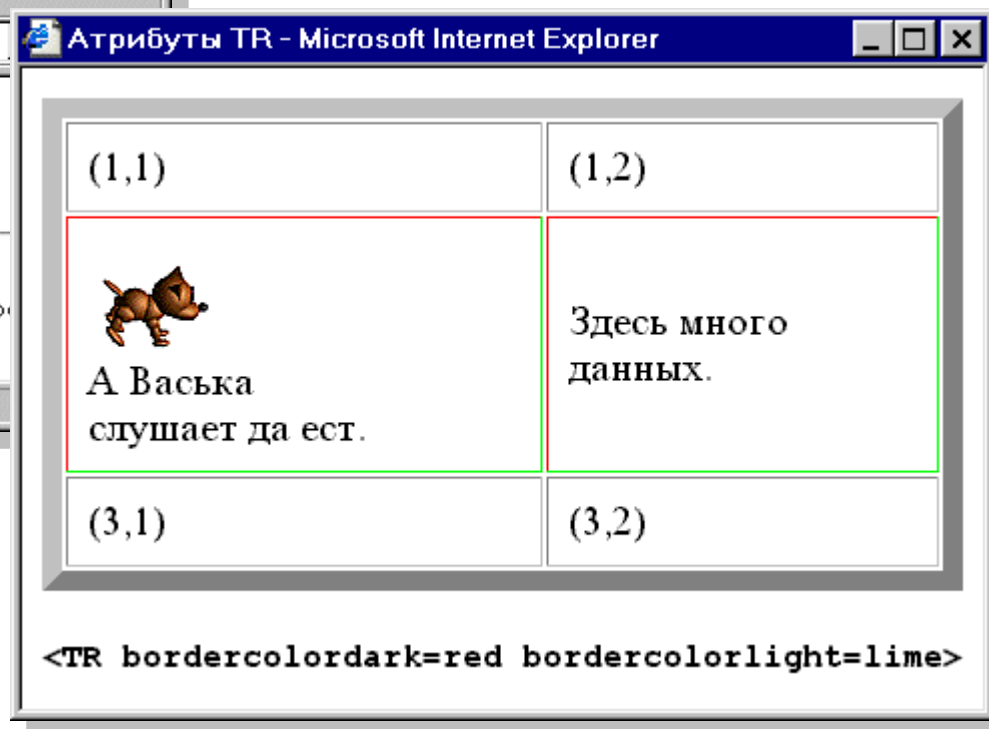 Атрибуты TR - Microsoft Internet Explorer
(1,1) (1,2)
А Васька
слушает да ест.
Здесь много
данных.
(3,1) (3,2)
<TR bordercolordark=red bordercolorlight=lime>